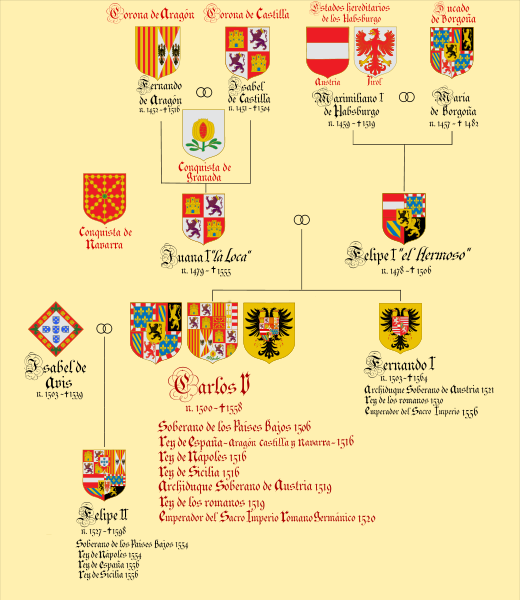 Corona de Aragón
Corona de Castilla
Estados hereditarios
de los Habsburgo
Ducado
de Borgoña
Austria
Tirol
Fernando
de Aragón
n. 1452 - ✝1516
Isabel
de Castilla
n. 1451 - ✝1504
Maximiliano I
de Habsburgo
n. 1459 - ✝1519
María
de Borgoña
n. 1457 - ✝1482
Conquista de
Granada
Conquista de
Navarra
Juana I "la Loca"
n. 1479 - ✝1555
Felipe I "el Hermoso"
n. 1478 - ✝1506
Isabel de
Avis
n. 1503 - ✝1539
Carlos V
n. 1500 - ✝1558
Soberano de los Países Bajos 1506
Rey de España - Aragón Castilla y Navarra - 1516
Rey de Nápoles 1516
Rey de Sicilia 1516
Archiduque Soberano de Austria 1519
Rey de los romanos 1519
Emperador del Sacro Imperio Romano Germánico 1520
Fernando I
n. 1503 - ✝1564
Archiduque Soberano de Austria 1521
Rey de los romanos 1530
Emperador del Sacro Imperio 1556
Felipe II
n. 1527 - ✝1598
Soberano de los Países Bajos 1554
Rey de Nápoles 1554
Rey de España 1556
Rey de Sicilia 1556